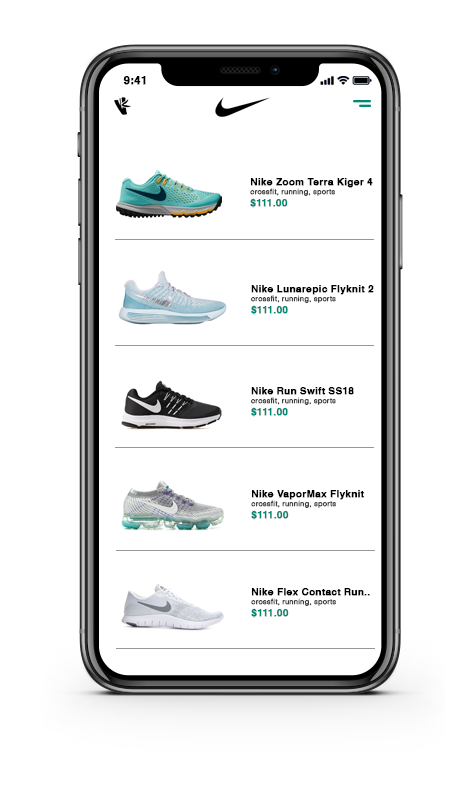 9:41
Nike Zoom Terra Kiger 4
crossfit, running, sports
$111.00
Nike Lunarepic Flyknit 2
crossfit, running, sports
$111.00
Nike Run Swift SS18
crossfit, running, sports
$111.00
Nike VaporMax Flyknit
crossfit, running, sports
$111.00
Nike Flex Contact Run..
crossfit, running, sports
$111.00